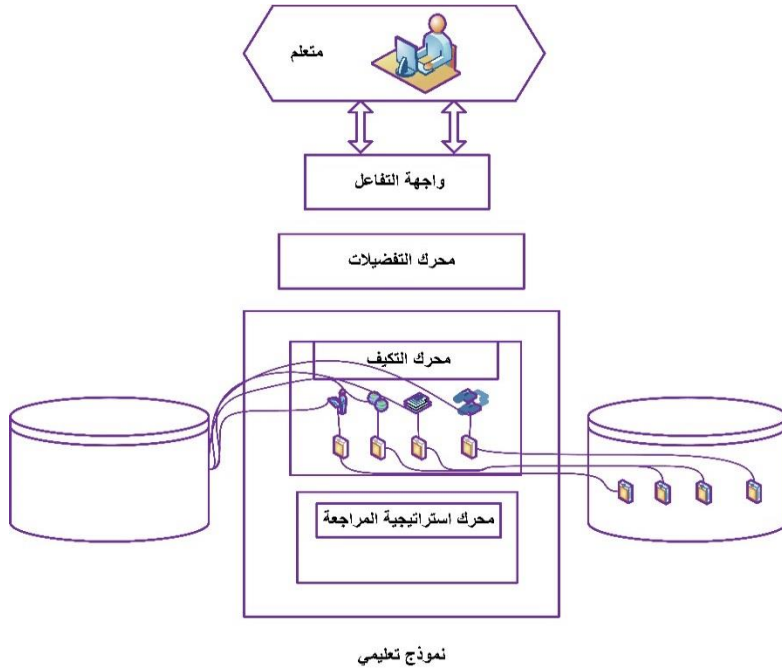 متعلم
واجهة التفاعل
محرك التفضيلات
محرك التكيف
محرك استراتيجية المراجعة
نموذج تعليمي